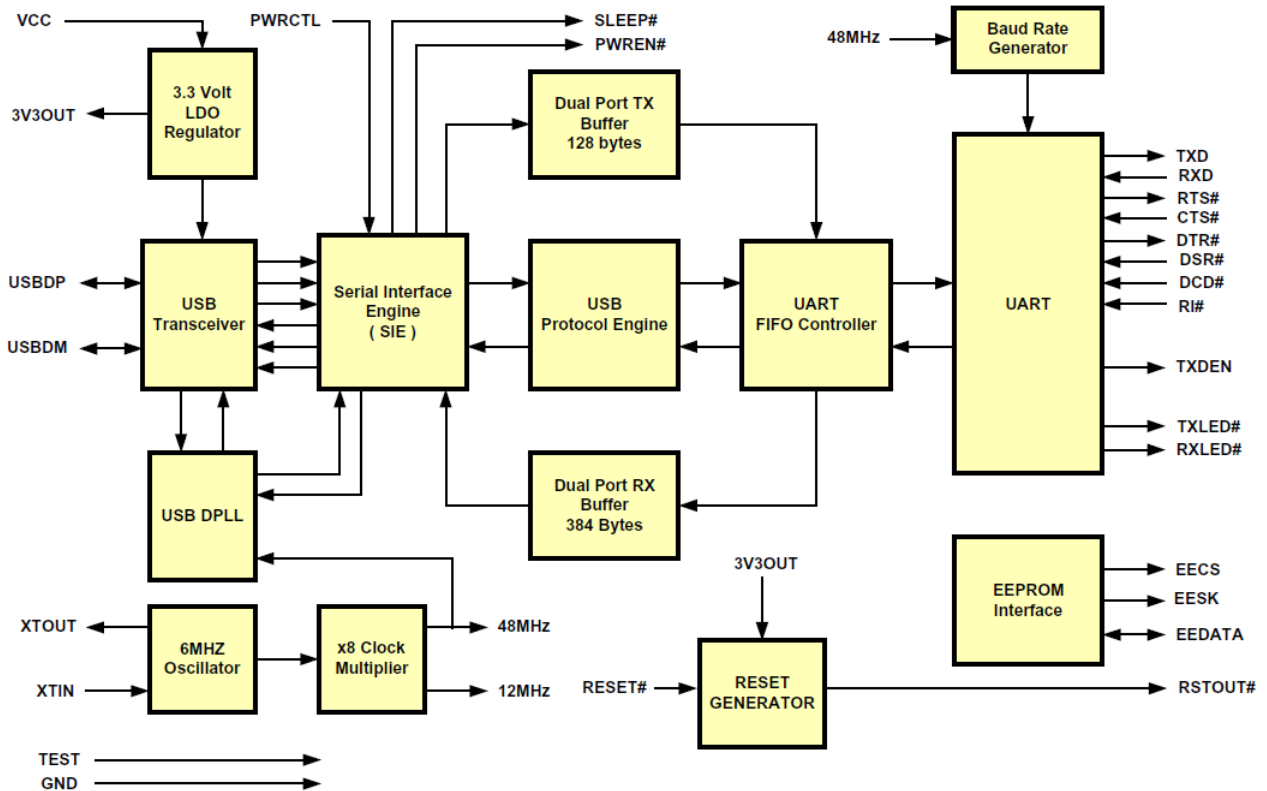 VCC
PWRCTL
SLEEP#
PWREN#
48MHz
Baud Rate
Generator
3V3OUT
3.3 Volt
LDO
Regulator
Dual Port TX
Buffer
128 bytes
TXD
RXD
RTS#
CTS#
DTR#
DSR#
DCD#
RI#
TXDEN
TXLED#
RXLED#
USBDP
USBDM
USB
Transceiver
Serial Interface
Engine
( SIE )
USB
Protocol Engine
UART
FIFO Controller
UART
USB DPLL
Dual Port RX
Buffer
384 Bytes
3V3OUT
EEPROM
Interface
EECS
EESK
EEDATA
XTOUT
XTIN
6MHZ
Oscillator
x8 Clock
Multiplier
48MHz
12MHz
RESET#
RESET
GENERATOR
RSTOUT#
TEST
GND